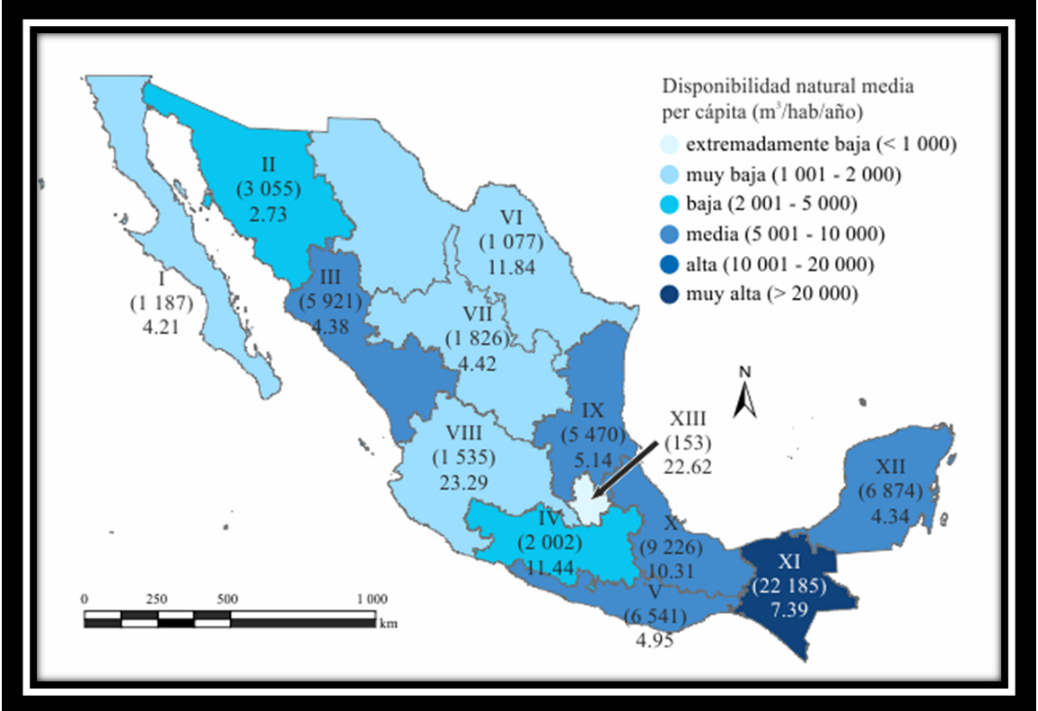 Disponibilidad natural media
per cápita (m³/hab/año)
extremadamente baja (< 1 000)
muy baja (1 001 - 2 000)
baja (2 001 - 5 000)
media (5 001 - 10 000)
alta (10 001 - 20 000)
muy alta (> 20 000)
II
(3 055)
2.73
VI
(1 077)
11.84
I
(1 187)
4.21
III
(5 921)
4.38
VII
(1 826)
4.42
N
IX
(5 470)
5.14
XIII
(153)
22.62
VIII
(1 535)
23.29
XII
(6 874)
4.34
IV
(2 002)
11.44
X
(9 226)
10.31
XI
(22 185)
7.39
V
(6 541)
4.95
0 250 500 1 000
km